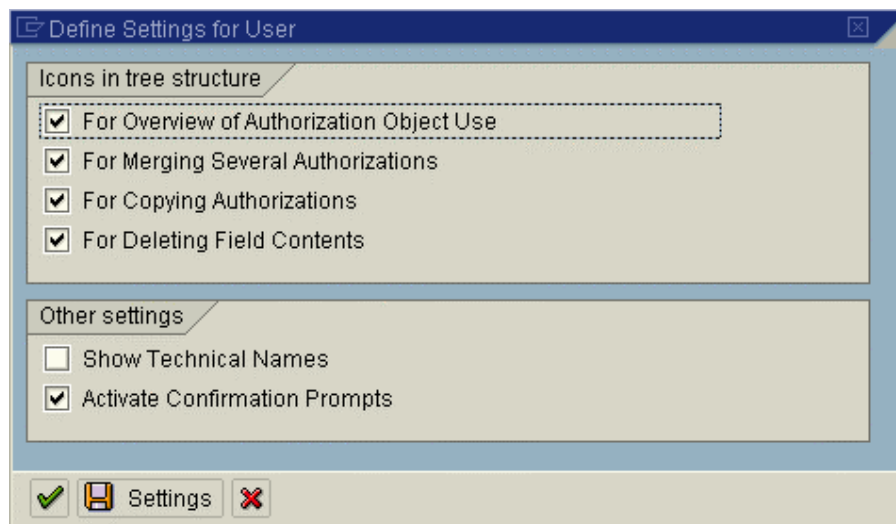 Define Settings for User
Icons in tree structure
For Overview of Authorization Object Use
For Merging Several Authorizations
For Copying Authorizations
For Deleting Field Contents
Other settings
Show Technical Names
Activate Confirmation Prompts
Settings